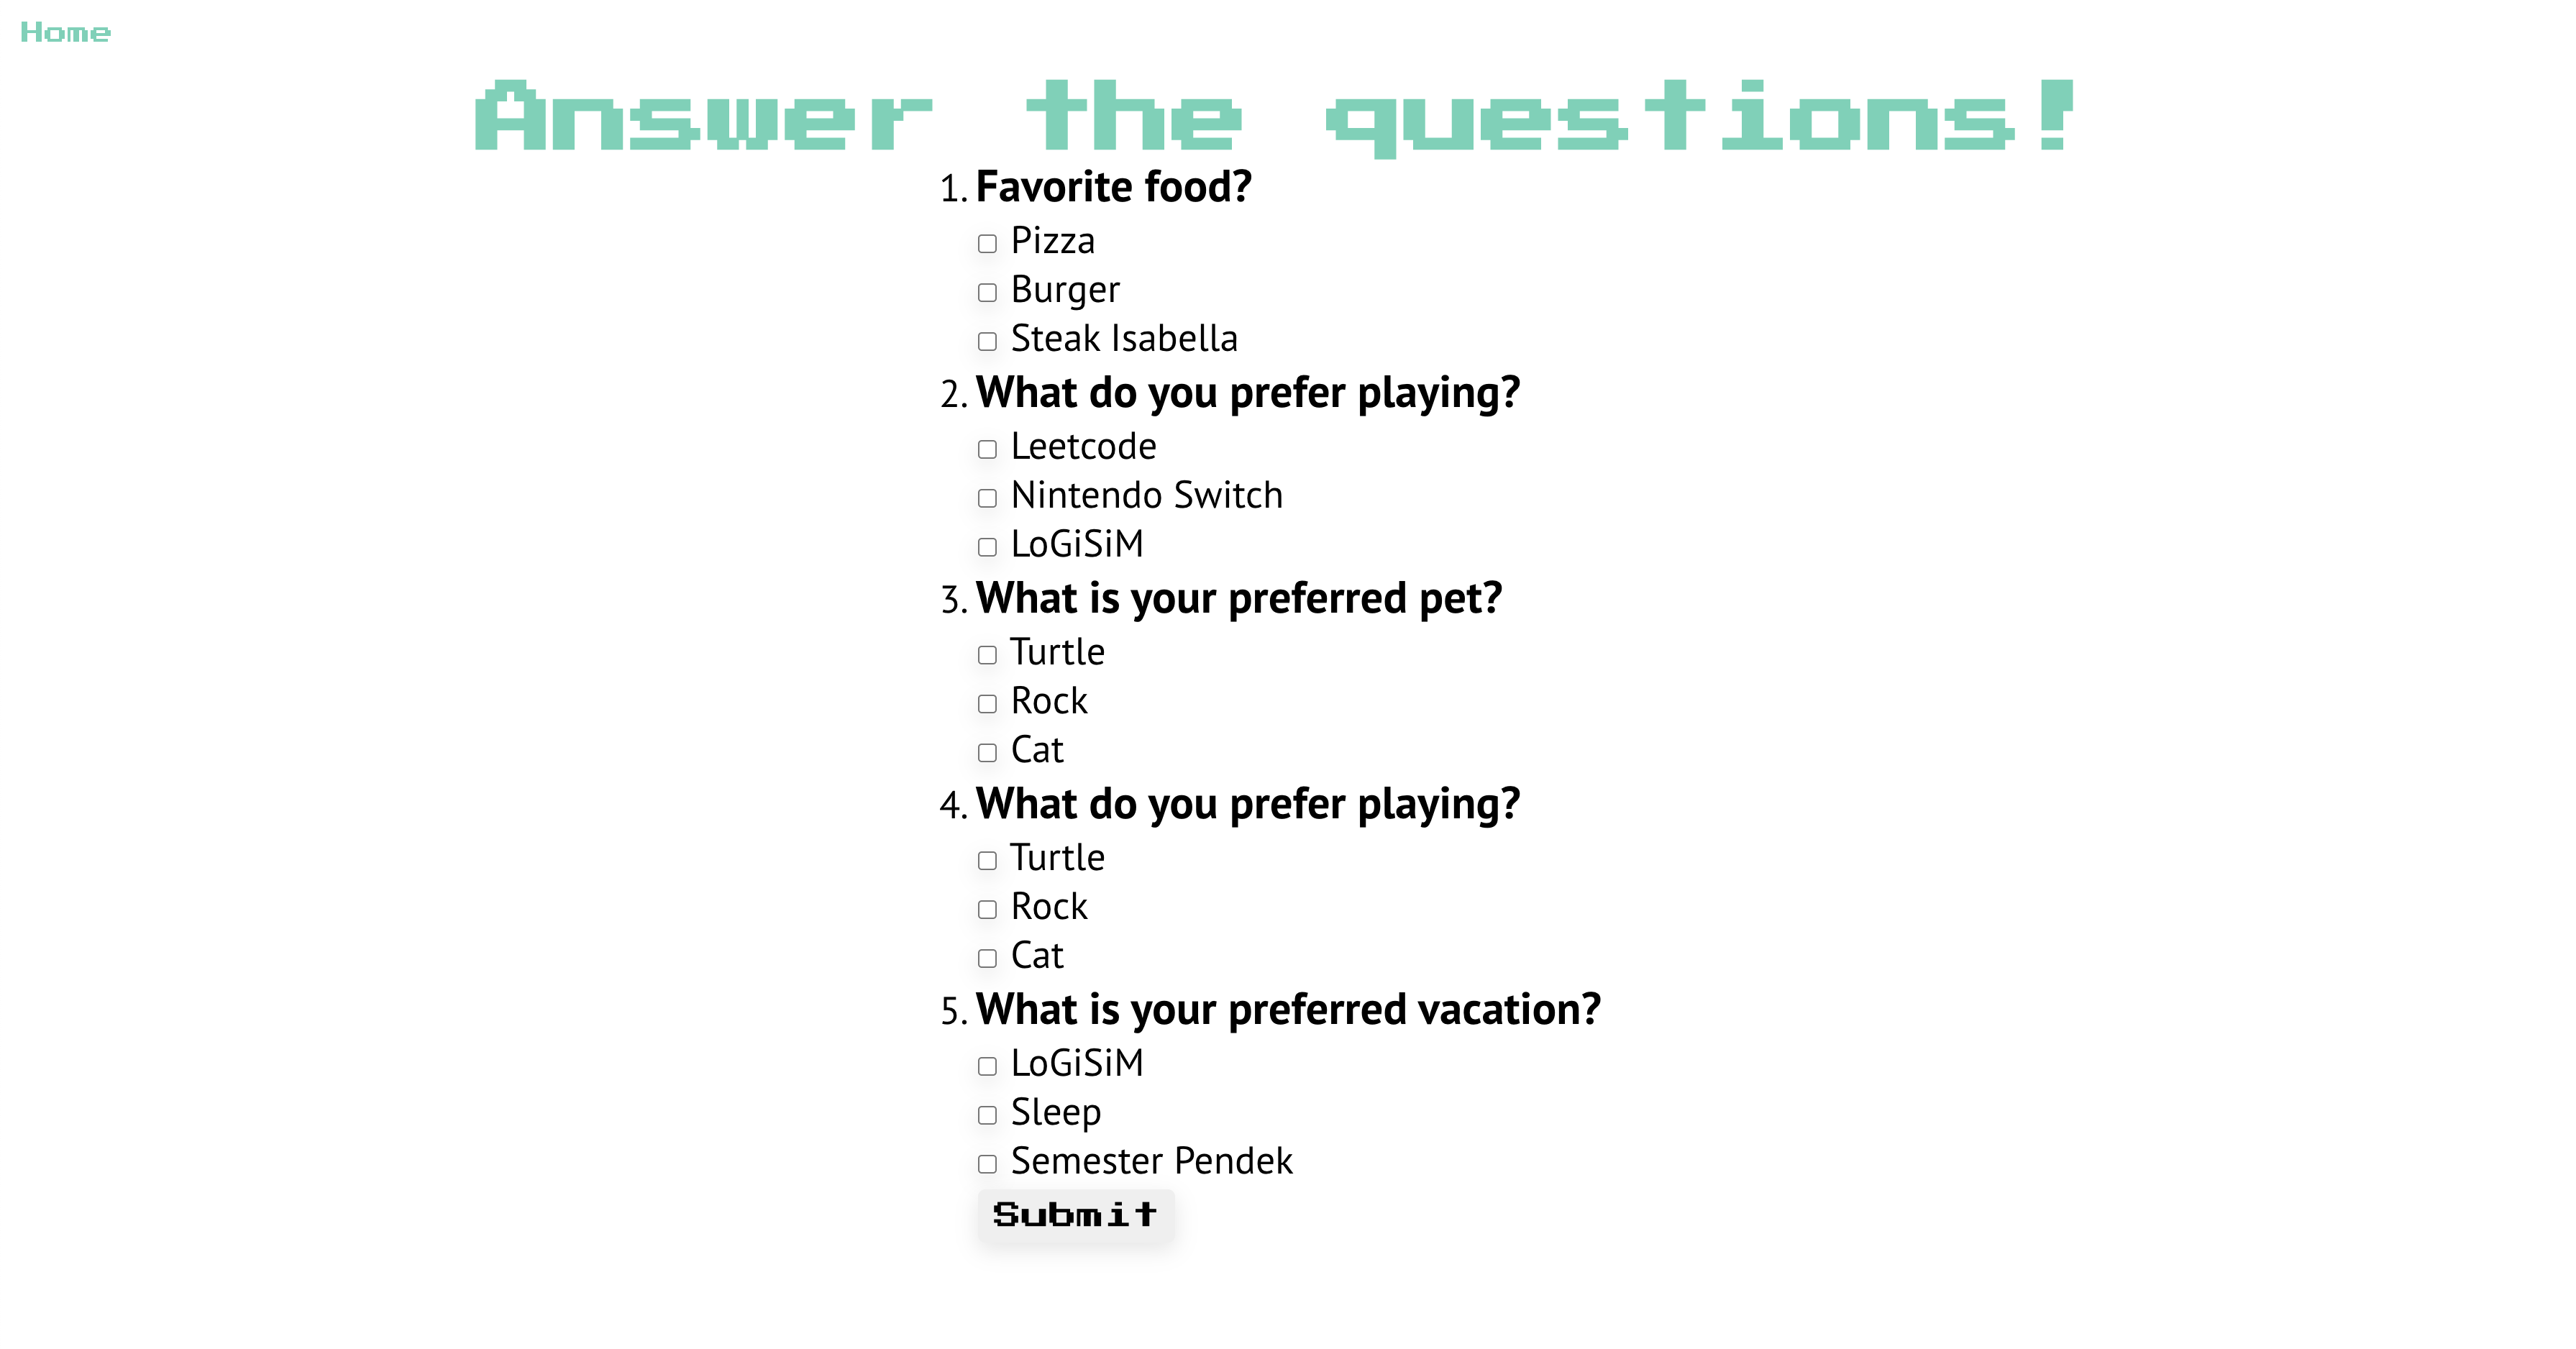 Home
Answer the questions!
1. Favorite food?
Pizza
Burger
Steak Isabella
2. What do you prefer playing?
Leetcode
Nintendo Switch
LoGiSiM
3. What is your preferred pet?
Turtle
Rock
Cat
4. What do you prefer playing?
Turtle
Rock
Cat
5. What is your preferred vacation?
LoGiSiM
Sleep
Semester Pendek
Submit